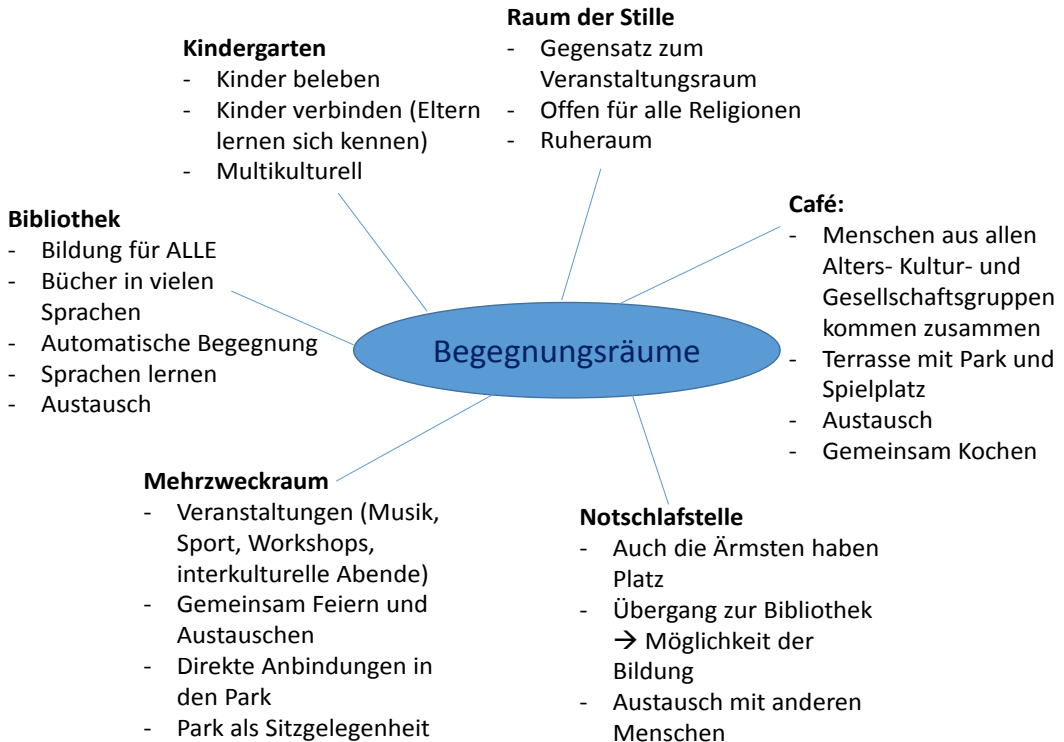 Raum der Stille
- Gegensatz zum
Veranstaltungsraum
- Offen für alle Religionen
- Ruheraum
Kindergarten
- Kinder beleben
- Kinder verbinden (Eltern
lernen sich kennen)
- Multikulturell
Café:
- Menschen aus allen
Alters- Kultur- und
Gesellschaftsgruppen
kommen zusammen
- Terrasse mit Park und
Spielplatz
- Austausch
- Gemeinsam Kochen
Bibliothek
- Bildung für ALLE
- Bücher in vielen
Sprachen
- Automatische Begegnung
- Sprachen lernen
- Austausch
Begegnungsräume
Mehrzweckraum
- Veranstaltungen (Musik,
Sport, Workshops,
interkulturelle Abende)
- Gemeinsam Feiern und
Austauschen
- Direkte Anbindungen in
den Park
- Park als Sitzgelegenheit
Notschlafstelle
- Auch die Ärmsten haben
Platz
- Übergang zur Bibliothek
→ Möglichkeit der
Bildung
- Austausch mit anderen
Menschen